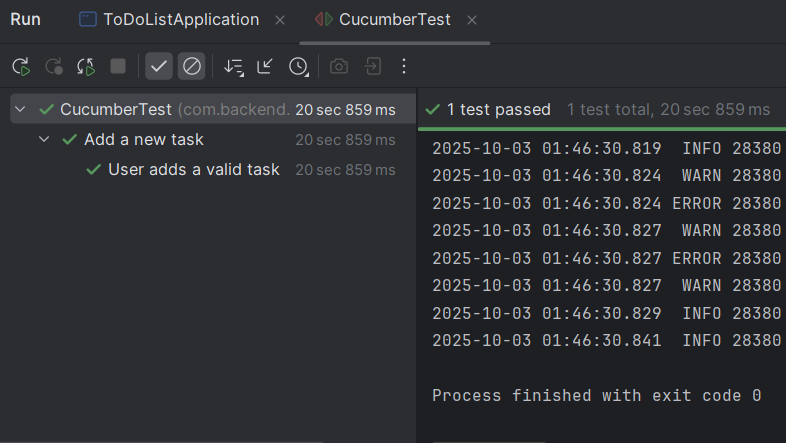 Run ToDoListApplication CucumberTest
CucumberTest (com.backend. 20 sec 859 ms
Add a new task 20 sec 859 ms
User adds a valid task 20 sec 859 ms
1 test passed 1 test total, 20 sec 859 ms
2025-10-03 01:46:30.819 INFO 28380
2025-10-03 01:46:30.824 WARN 28380
2025-10-03 01:46:30.824 ERROR 28380
2025-10-03 01:46:30.827 WARN 28380
2025-10-03 01:46:30.827 ERROR 28380
2025-10-03 01:46:30.827 WARN 28380
2025-10-03 01:46:30.829 INFO 28380
2025-10-03 01:46:30.841 INFO 28380
Process finished with exit code 0